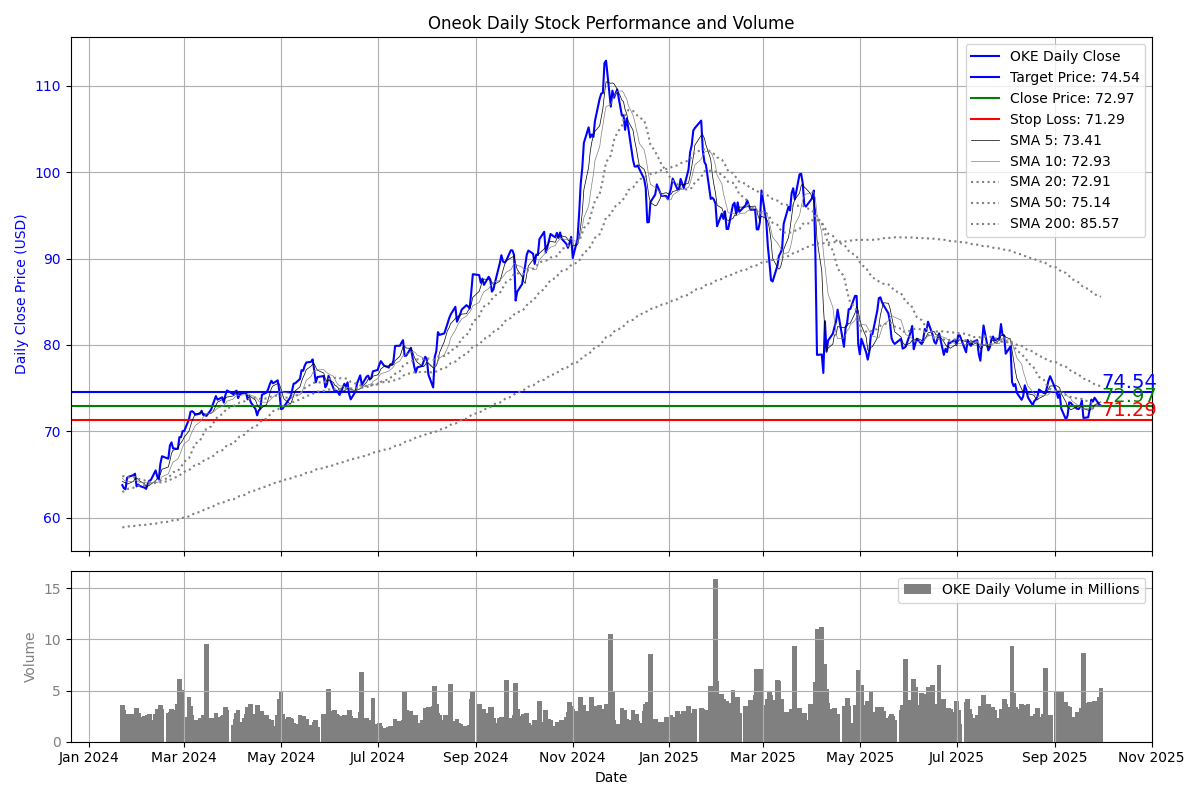 Oneok Daily Stock Performance and Volume
Daily Close Price (USD)
110
100
90
80
70
60
OKE Daily Close
Target Price: 74.54
Close Price: 72.97
Stop Loss: 71.29
SMA 5: 73.41
SMA 10: 72.93
SMA 20: 72.91
SMA 50: 75.14
SMA 200: 85.57
74.54
72.97
71.29
Volume
15
10
5
0
OKE Daily Volume in Millions
Jan 2024 Mar 2024 May 2024 Jul 2024 Sep 2024 Nov 2024 Jan 2025 Mar 2025 May 2025 Jul 2025 Sep 2025 Nov 2025
Date